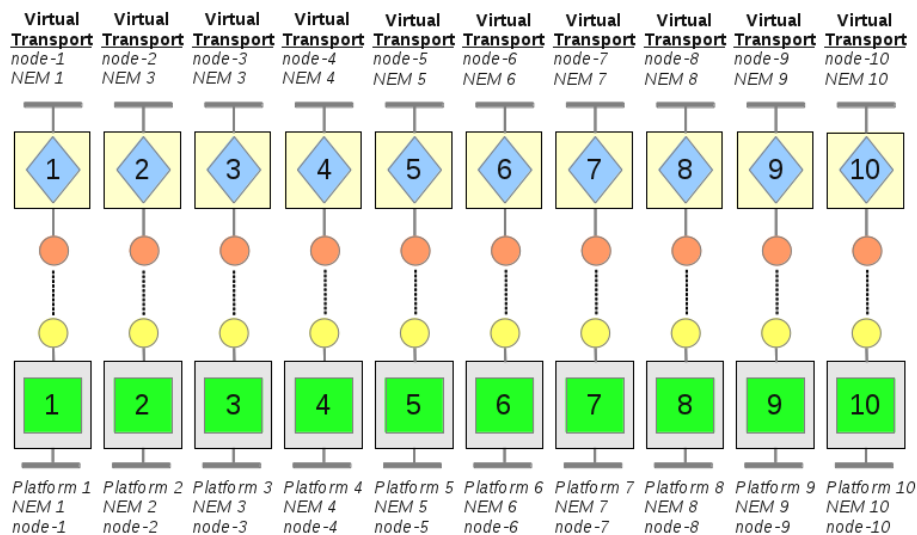 Virtual Virtual Virtual Virtual Virtual Virtual Virtual Virtual Virtual Virtual
Transport Transport Transport Transport Transport Transport Transport Transport Transport Transport
node-1 node-2 node-3 node-4 node-5 node-6 node-7 node-8 node-9 node-10
NEM 1 NEM 3 NEM 3 NEM 4 NEM 5 NEM 6 NEM 7 NEM 8 NEM 9 NEM 10
1 2 3 4 5 6 7 8 9 10
1 2 3 4 5 6 7 8 9 10
Platform 1 Platform 2 Platform 3 Platform 4 Platform 5 Platform 6 Platform 7 Platform 8 Platform 9 Platform 10
NEM 1 NEM 2 NEM 3 NEM 4 NEM 5 NEM 6 NEM 7 NEM 8 NEM 9 NEM 10
node-1 node-2 node-3 node-4 node-5 node-6 node-7 node-8 node-9 node-10